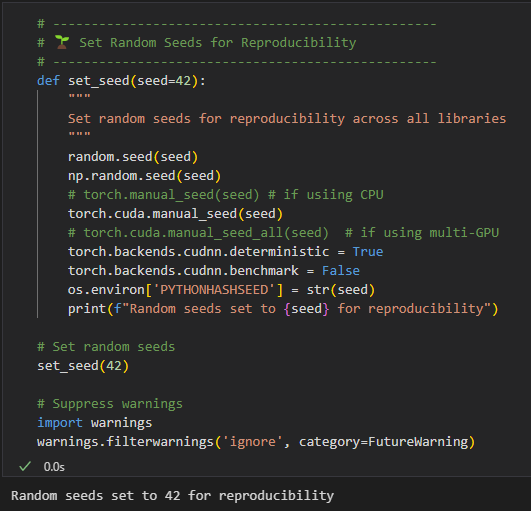 # --------------------------------------------------
# 🌱 Set Random Seeds for Reproducibility
# --------------------------------------------------
def set_seed(seed=42):
    """
    Set random seeds for reproducibility across all libraries
    """
    random.seed(seed)
    np.random.seed(seed)
    # torch.manual_seed(seed) # if usiing CPU
    torch.cuda.manual_seed(seed)
    # torch.cuda.manual_seed_all(seed)  # if using multi-GPU
    torch.backends.cudnn.deterministic = True
    torch.backends.cudnn.benchmark = False
    os.environ['PYTHONHASHSEED'] = str(seed)
    print(f"Random seeds set to {seed} for reproducibility")

# Set random seeds
set_seed(42)

# Suppress warnings
import warnings
warnings.filterwarnings('ignore', category=FutureWarning)
✓ 0.0s
Random seeds set to 42 for reproducibility